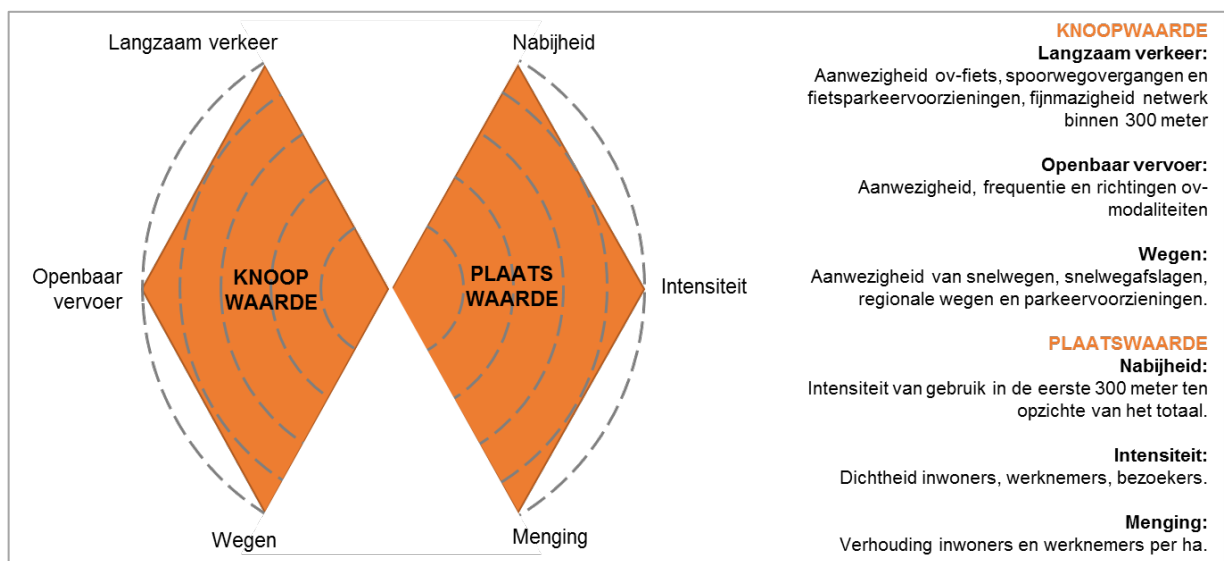 Langzaam verkeer
Nabijheid
Openbaar
vervoer
KNOOP
WAARDE
PLAATS
WAARDE
Intensiteit
Wegen
Menging
KNOOPWAARDE
Langzaam verkeer:
Aanwezigheid ov-fiets, spoorwegovergangen en
fietsparkeervoorzieningen, fijnmazigheid netwerk
binnen 300 meter
Openbaar vervoer:
Aanwezigheid, frequentie en richtingen ov-
modaliteiten
Wegen:
Aanwezigheid van snelwegen, snelwegafslagen,
regionale wegen en parkeervoorzieningen.
PLAATSWAARDE
Nabijheid:
Intensiteit van gebruik in de eerste 300 meter ten
opzichte van het totaal.
Intensiteit:
Dichtheid inwoners, werknemers, bezoekers.
Menging:
Verhouding inwoners en werknemers per ha.